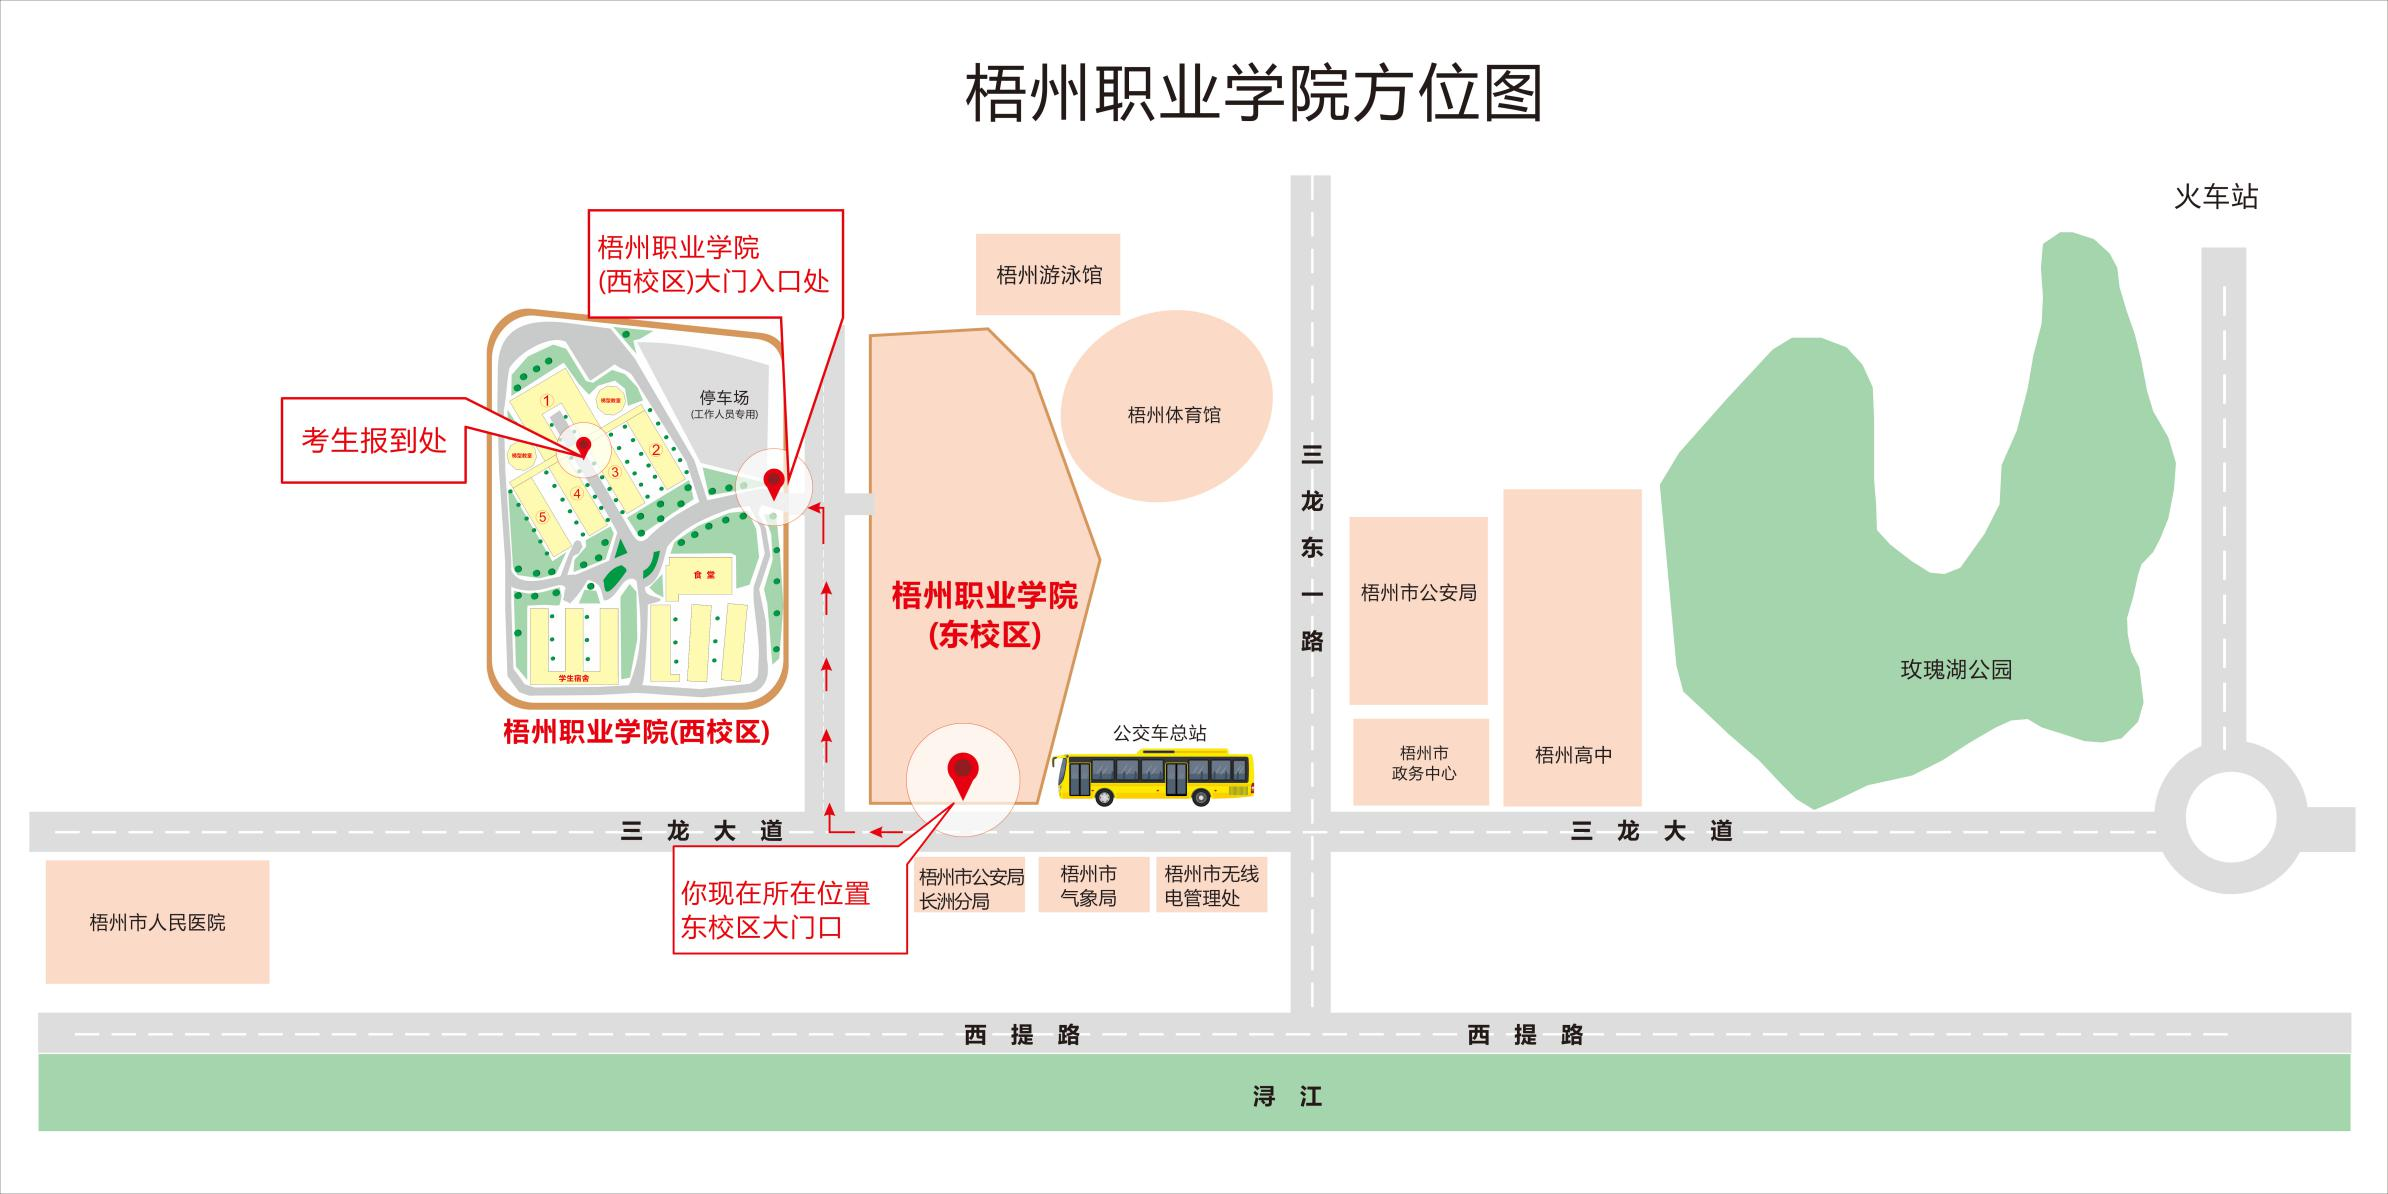 梧州职业学院方位图
火车站
梧州职业学院
(西校区)大门入口处
梧州游泳馆
停车场
(工作人员专用)
考生报到处
1
梯型教室
梯型教室
2
3
4
5
梧州体育馆
三龙东一路
梧州市公安局
食堂
梧州职业学院
(东校区)
学生宿舍
梧州职业学院(西校区)
玫瑰湖公园
公交车总站
梧州市
政务中心
梧州高中
三龙大道
三龙大道
你现在所在位置
东校区大门口
梧州市公安局
长洲分局
梧州市
气象局
梧州市无线
电管理处
梧州市人民医院
西提路
西提路
浔江